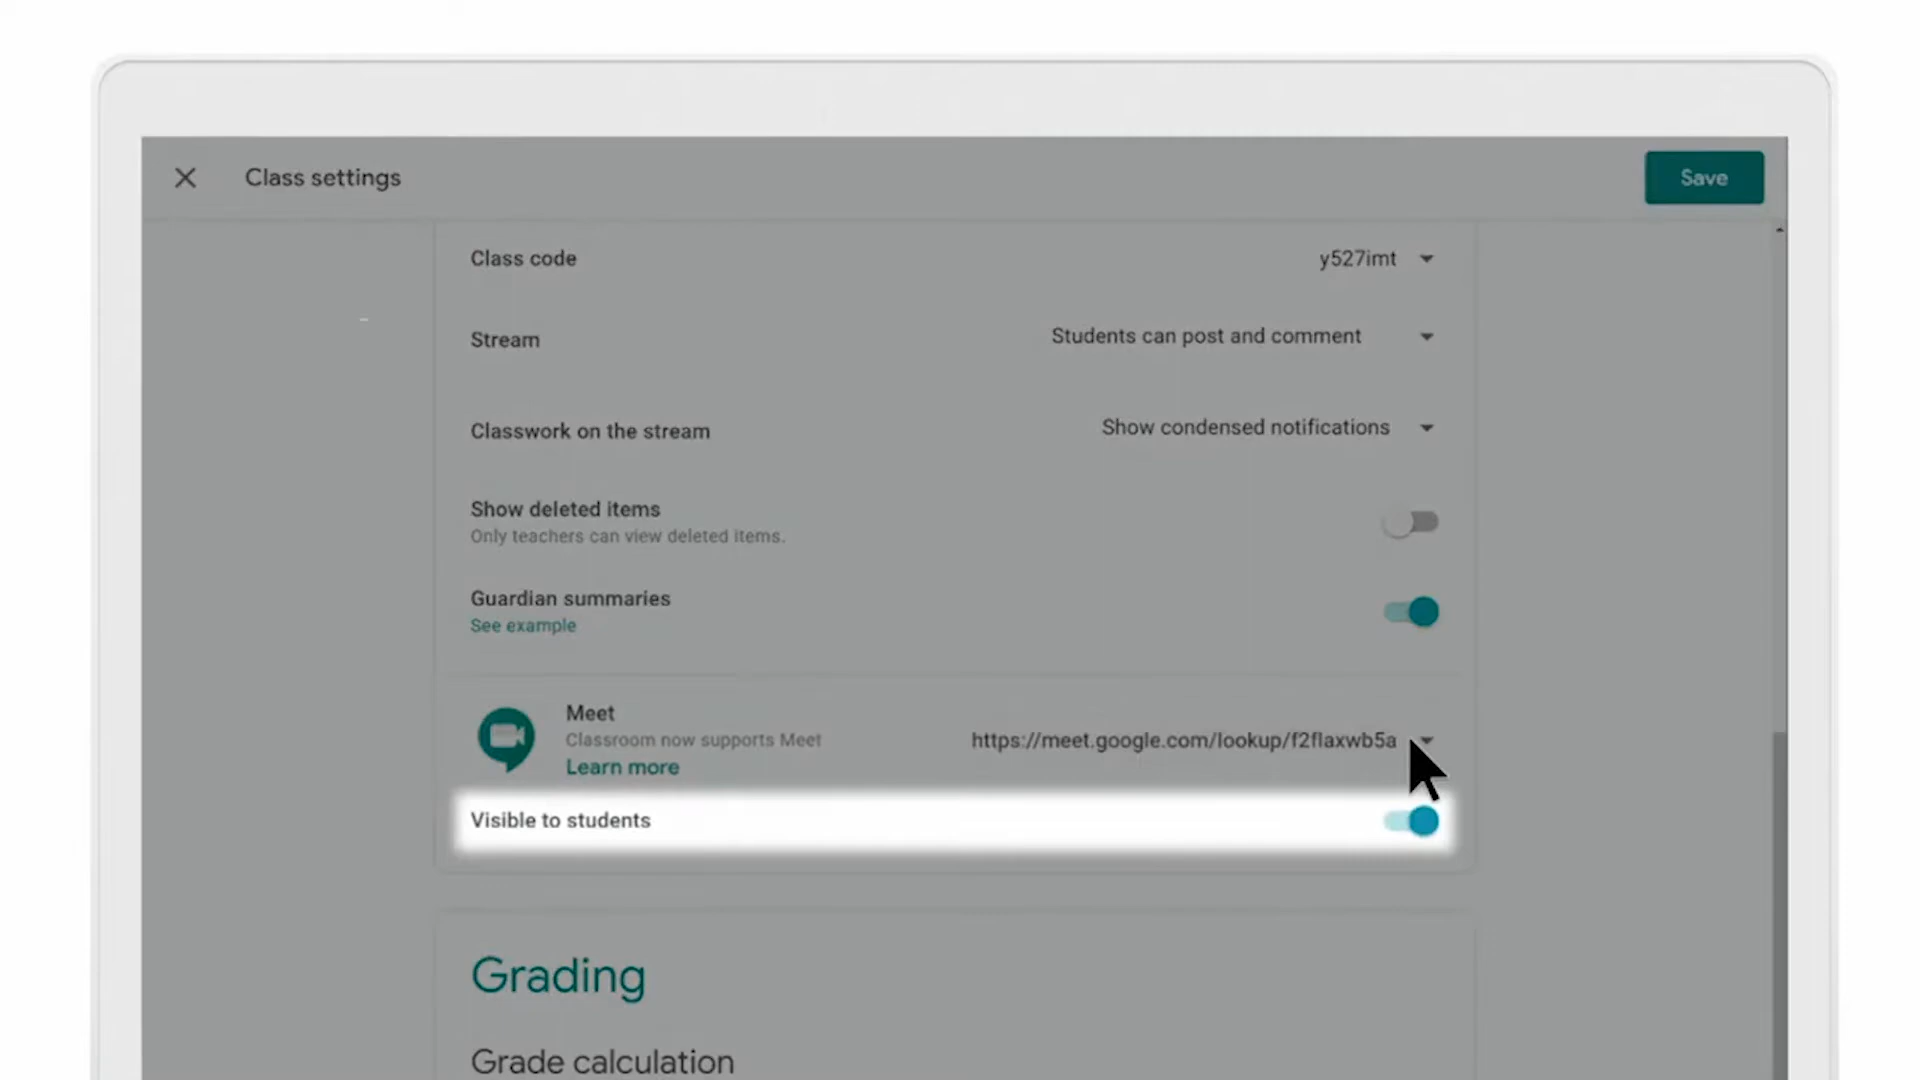 Class settings
Save
Class code
y527imt
Stream
Students can post and comment
Classwork on the stream
Show condensed notifications
Show deleted items
Only teachers can view deleted items.
Guardian summaries
See example
Meet
Classroom now supports Meet
https://meet.google.com/lookup/f2flaxwb5a
Learn more
Visible to students
Grading
Grade calculation